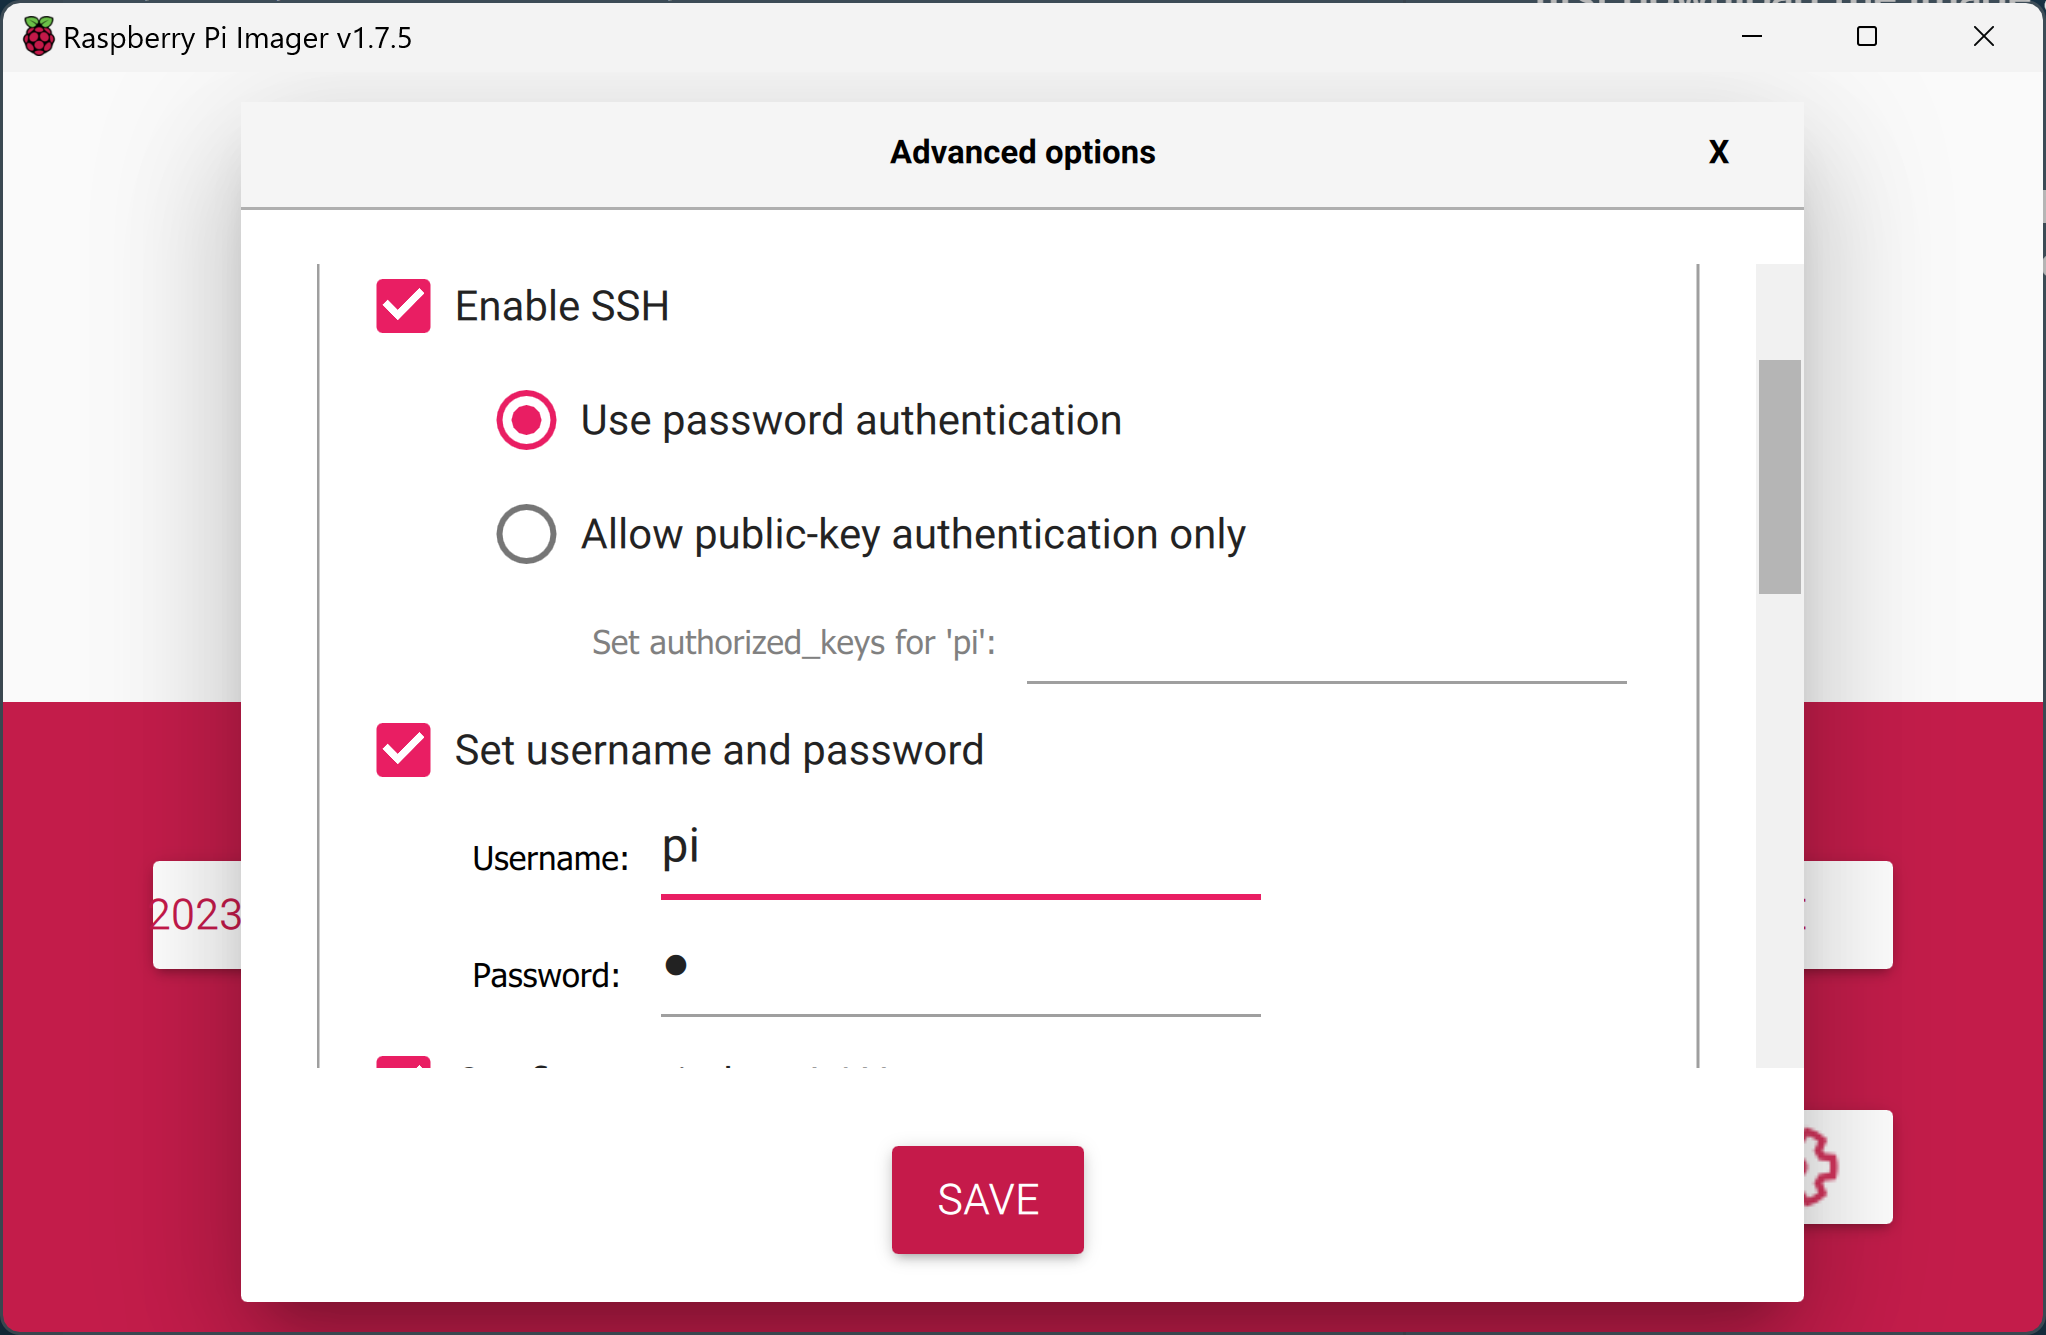 Raspberry Pi Imager v1.7.5
Advanced options
X
Enable SSH
Use password authentication
Allow public-key authentication only
Set authorized_keys for 'pi':
Set username and password
Username: pi
2023
Password: ●
SAVE